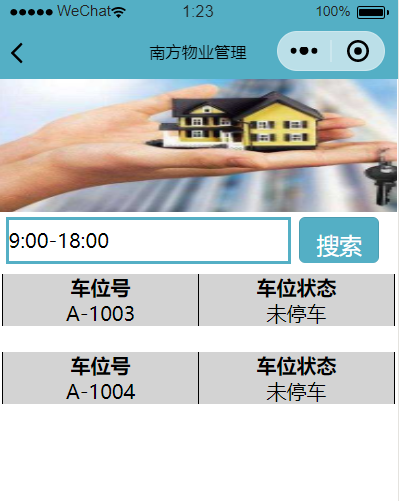 WeChat 1:23 100%
南方物业管理
9:00-18:00 搜索
车位号 车位状态
A-1003 未停车
车位号 车位状态
A-1004 未停车